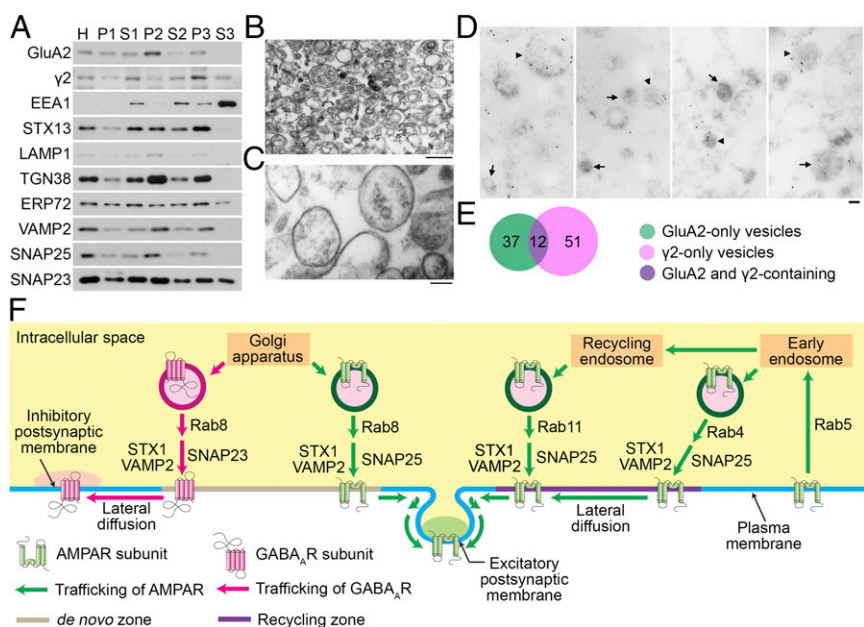 A
H P1 S1 P2 S2 P3 S3
GluA2
γ2
EEA1
STX13
LAMP1
TGN38
ERP72
VAMP2
SNAP25
SNAP23
B
C
D
E
37 12 51
GluA2-only vesicles
γ2-only vesicles
GluA2 and γ2-containing
F
Intracellular space
Golgi
apparatus
Recycling
endosome
Early
endosome
Inhibitory
postsynaptic
membrane
Rab8
STX1
VAMP2
SNAP23
Rab8
STX1
VAMP2
SNAP25
Rab11
STX1
VAMP2
SNAP25
Rab4
STX1
VAMP2
SNAP25
Rab5
Lateral
diffusion
Lateral
diffusion
Plasma
membrane
Excitatory
postsynaptic
membrane
AMPAR subunit
GABAAR subunit
Trafficking of AMPAR
Trafficking of GABAAR
de novo zone
Recycling zone